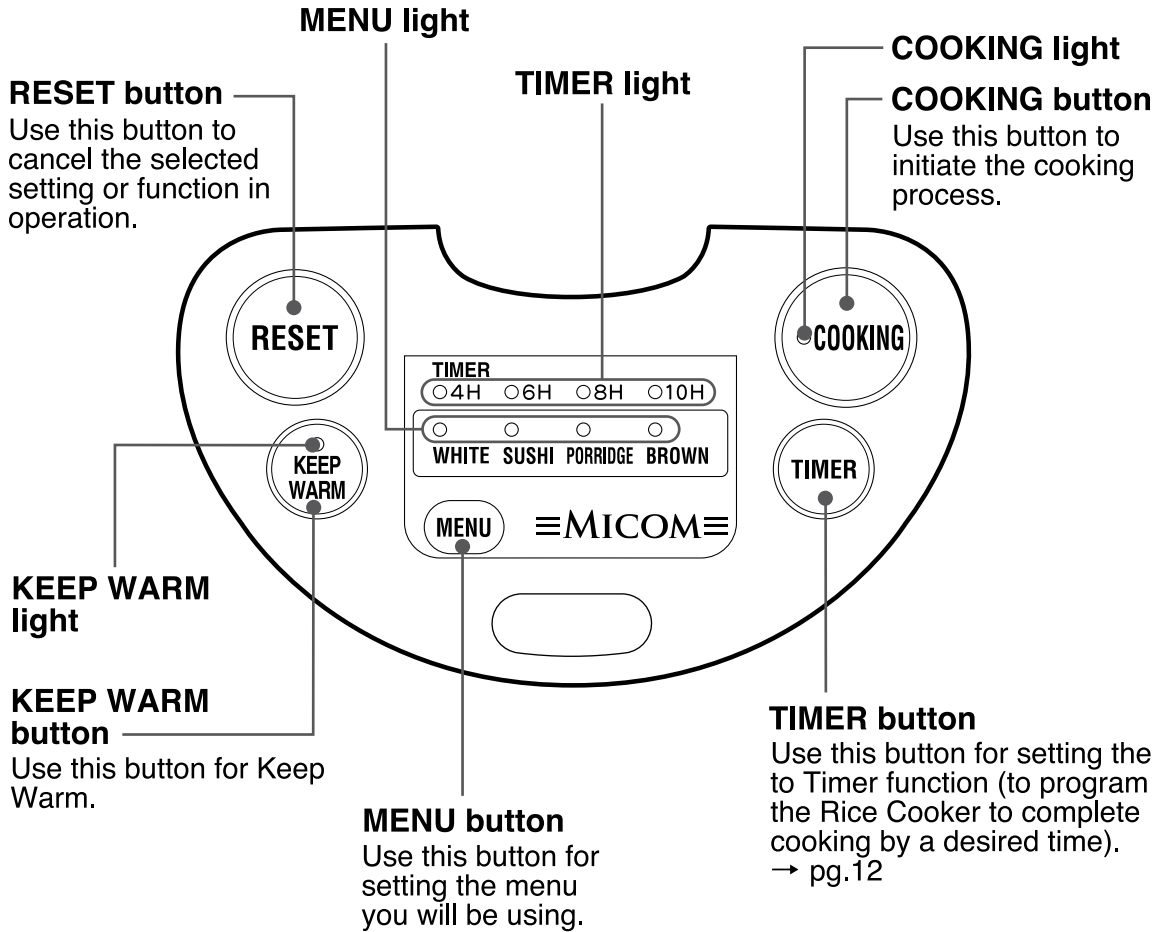 MENU light
COOKING light
TIMER light
RESET button
Use this button to
cancel the selected
setting or function in
operation.
COOKING button
Use this button to
initiate the cooking
process.
RESET
COOKING
TIMER
4H 6H 8H 10H
WHITE SUSHI PORRIDGE BROWN
KEEP
WARM
TIMER
MENU
≡MICOM≡
KEEP WARM
light
KEEP WARM
button
Use this button for Keep
Warm.
MENU button
Use this button for
setting the menu
you will be using.
TIMER button
Use this button for setting the
to Timer function (to program
the Rice Cooker to complete
cooking by a desired time).
→ pg.12